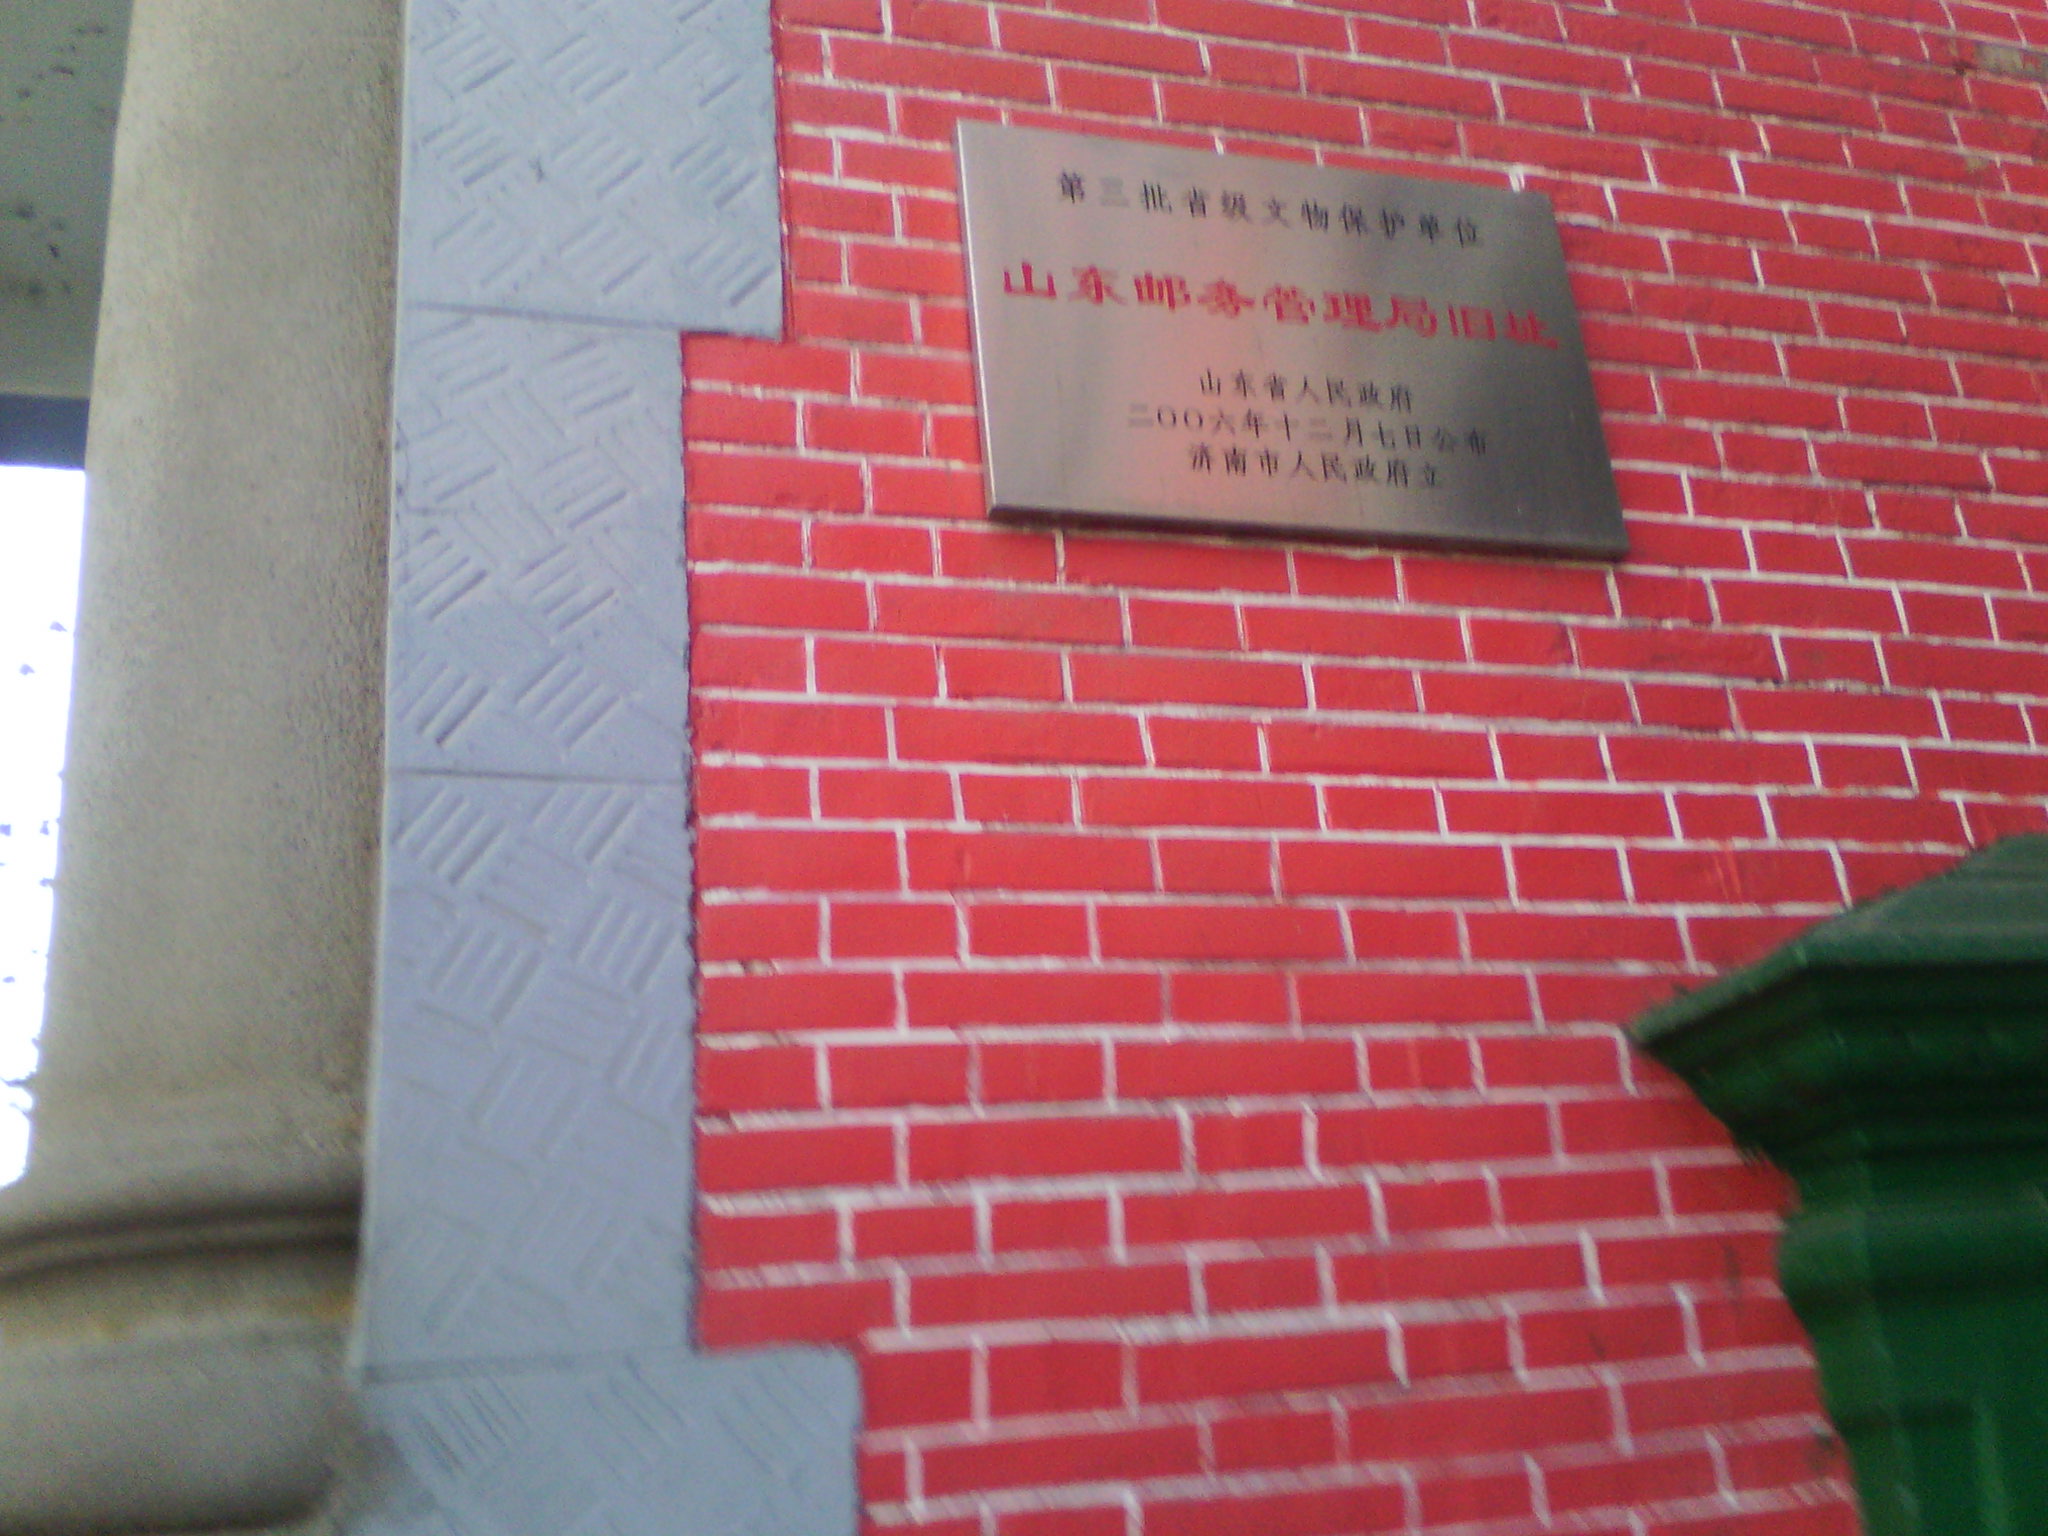 第三批省级文物保护单位
山东邮务管理局旧址
山东省人民政府
二〇〇六年十二月七日公布
济南市人民政府立